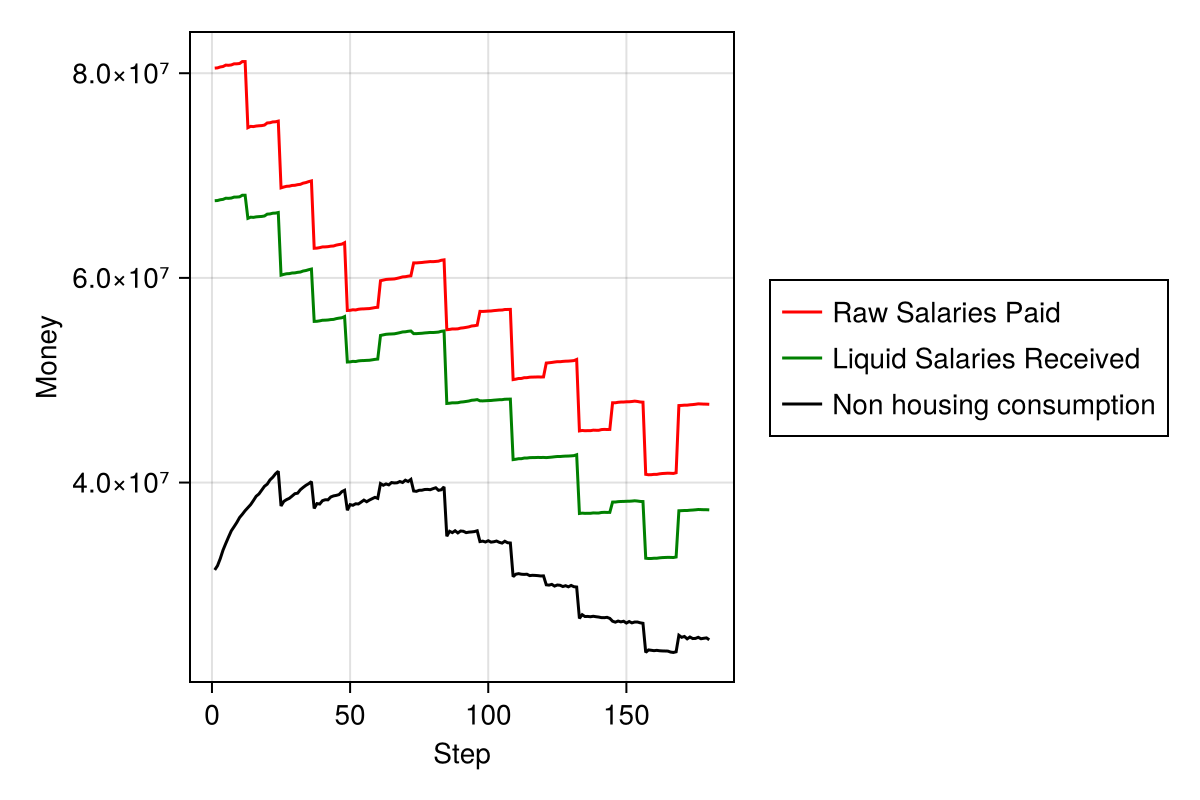 8.0×10⁷
6.0×10⁷
4.0×10⁷
Money
0 50 100 150
Step
Raw Salaries Paid
Liquid Salaries Received
Non housing consumption